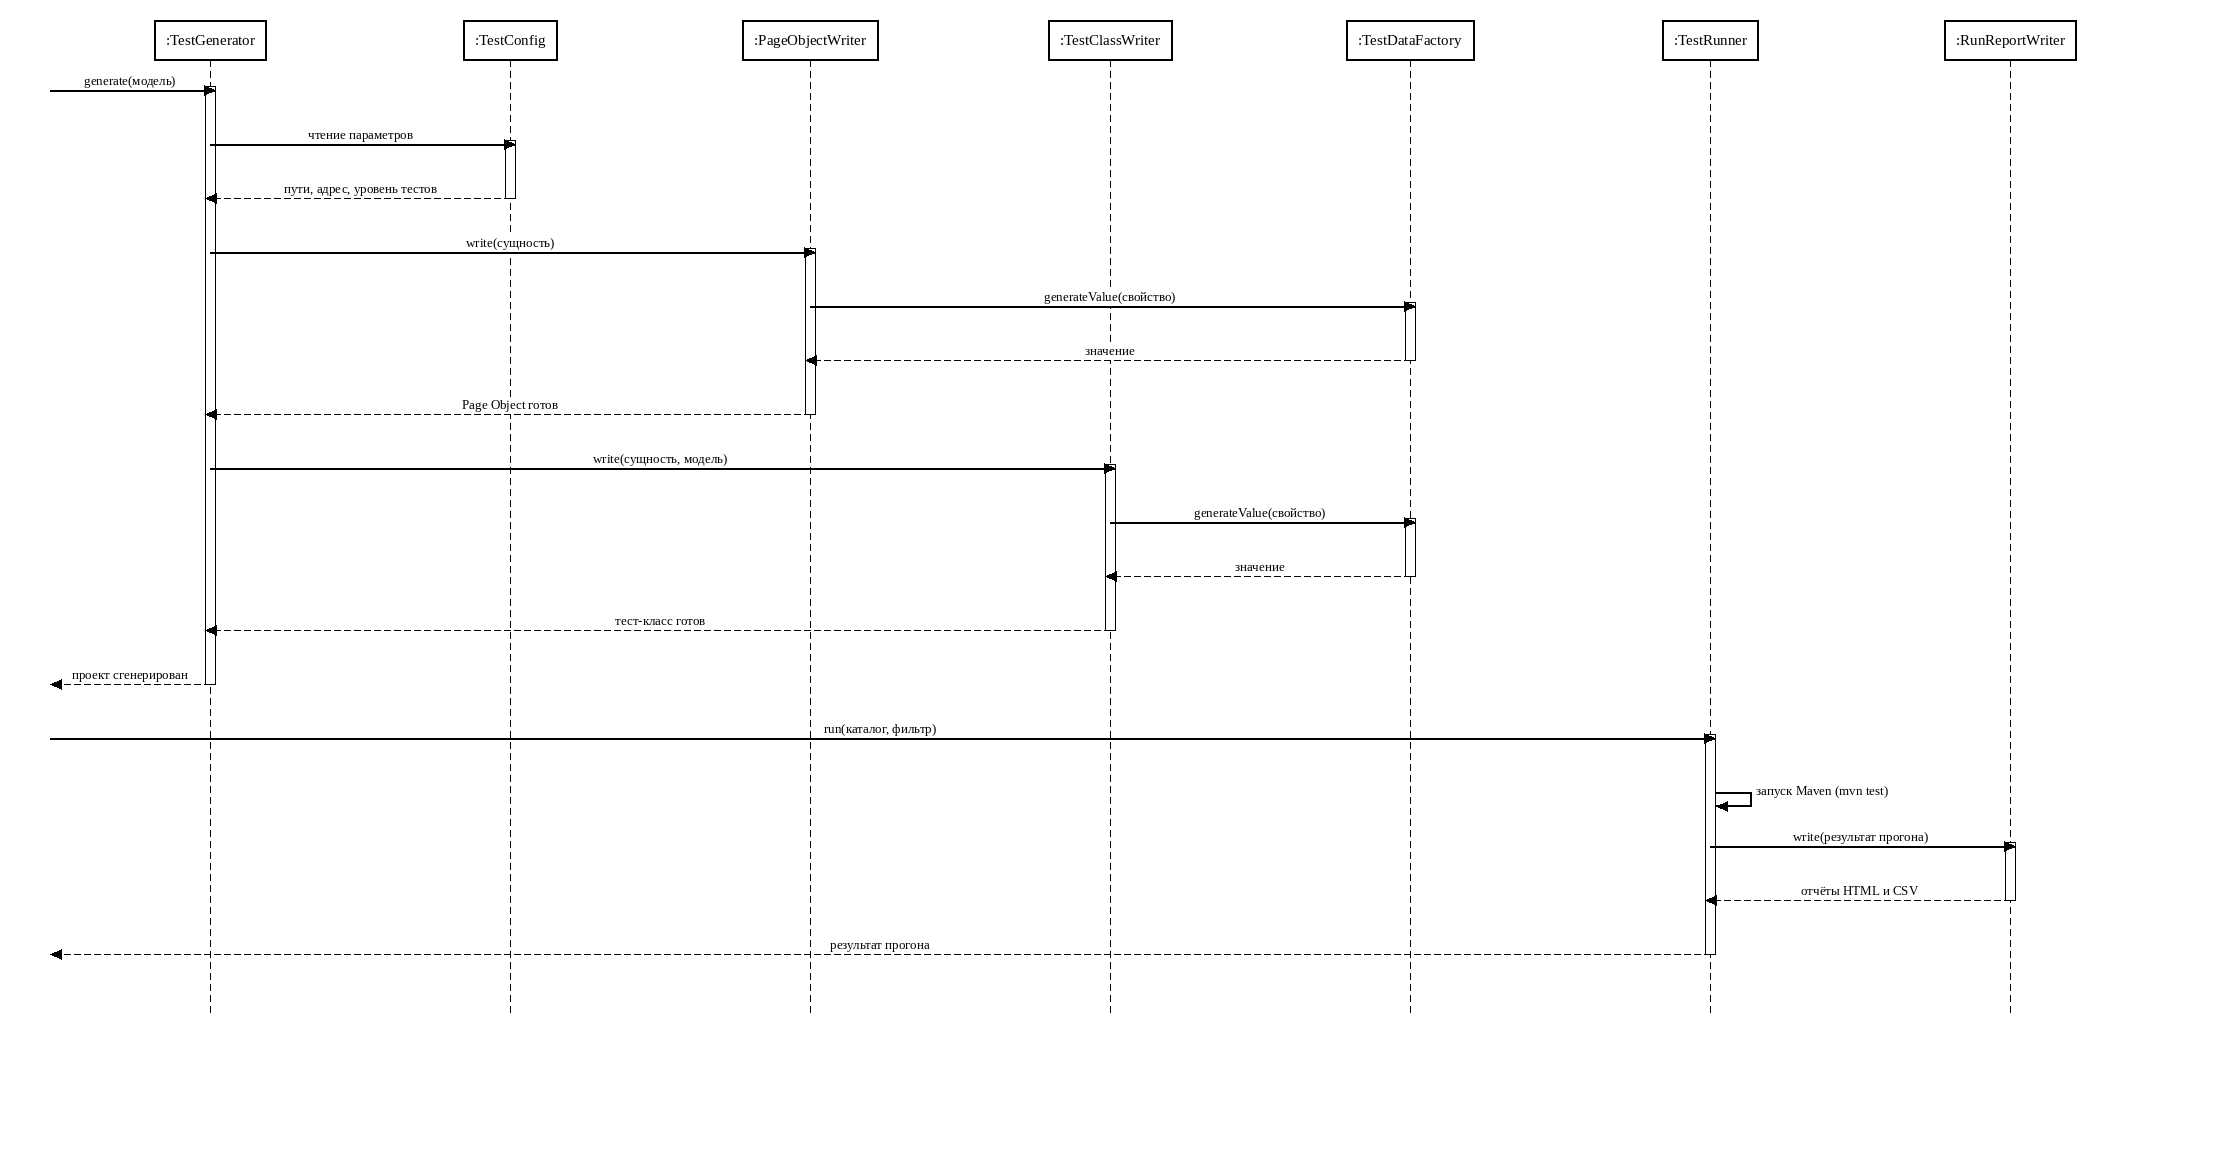 :TestGenerator
:TestConfig
:PageObjectWriter
:TestClassWriter
:TestDataFactory
:TestRunner
:RunReportWriter
generate(модель)
чтение параметров
пути, адрес, уровень тестов
write(сущность)
generateValue(свойство)
значение
Page Object готов
write(сущность, модель)
generateValue(свойство)
значение
тест-класс готов
проект сгенерирован
run(каталог, фильтр)
запуск Maven (mvn test)
write(результат прогона)
отчёты HTML и CSV
результат прогона